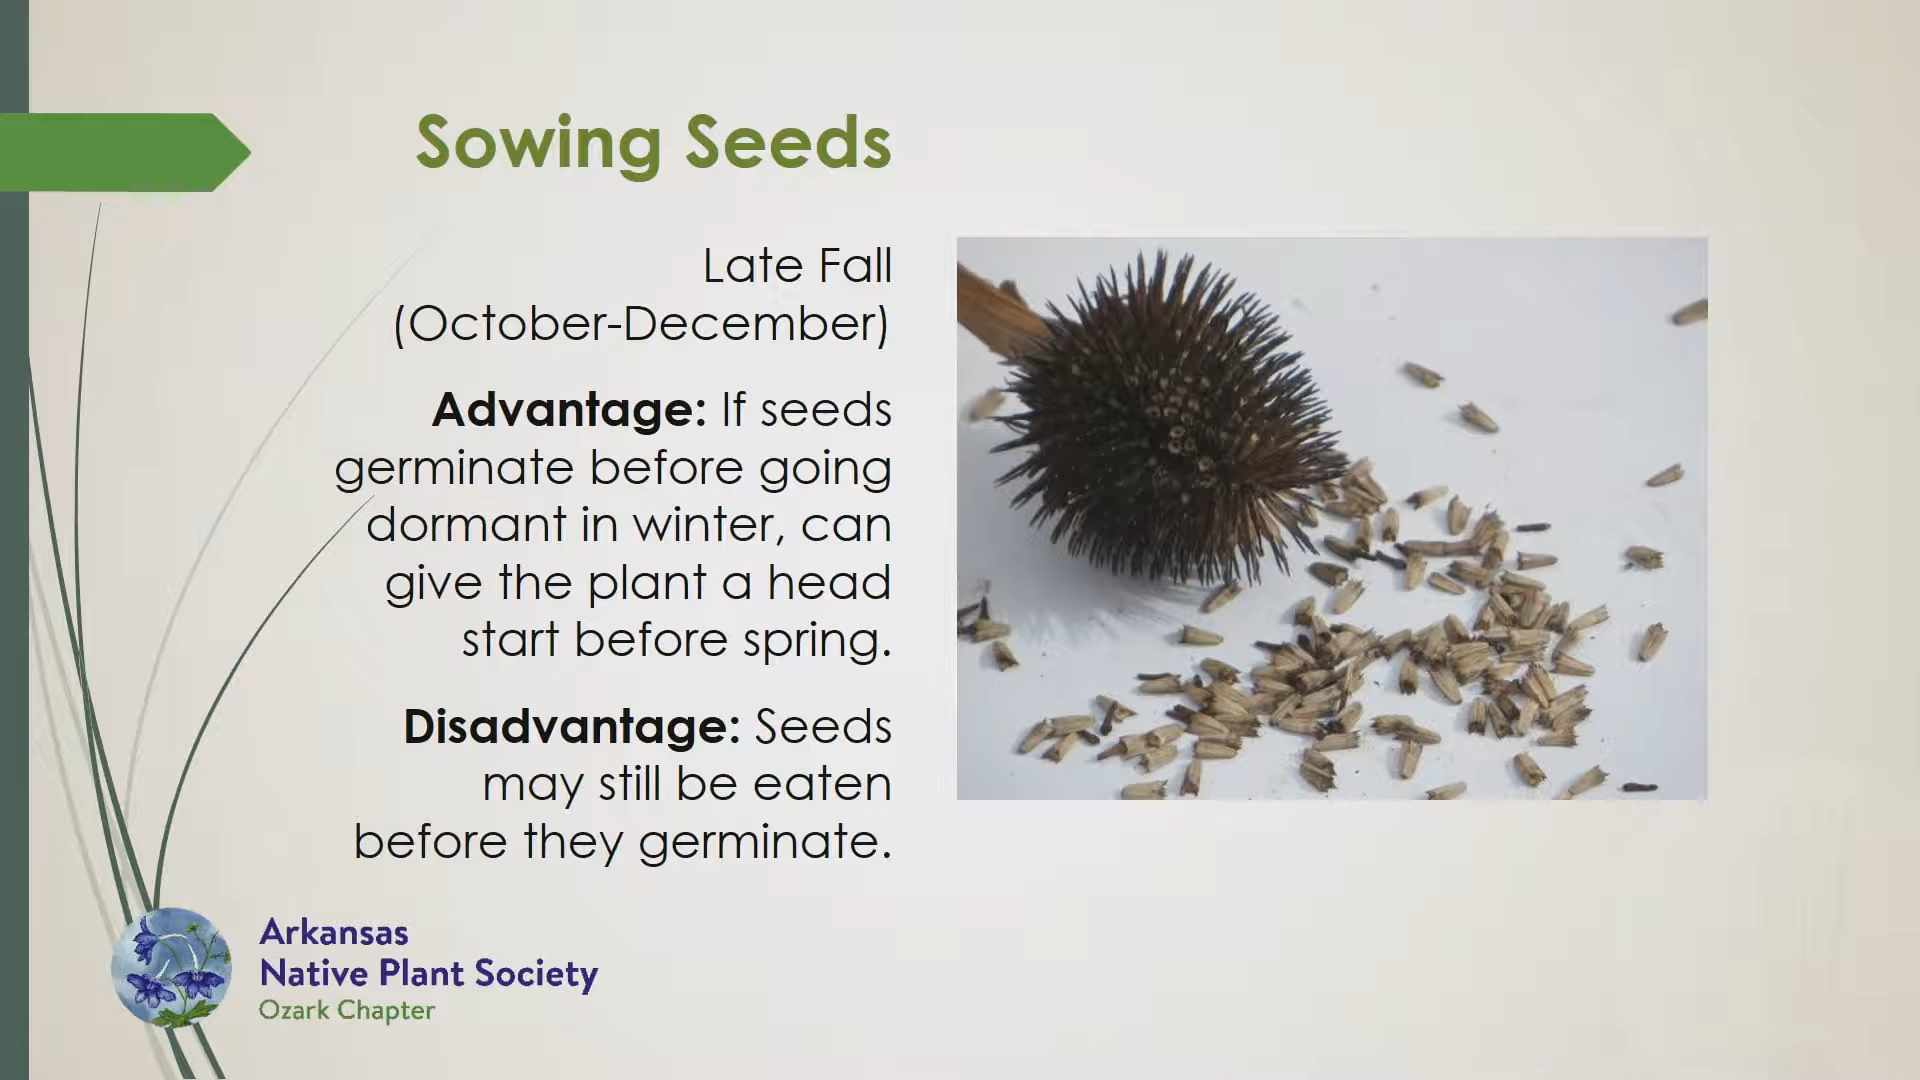 Sowing Seeds
Late Fall
(October-December)
Advantage: If seeds
germinate before going
dormant in winter, can
give the plant a head
start before spring.
Disadvantage: Seeds
may still be eaten
before they germinate.
Arkansas
Native Plant Society
Ozark Chapter